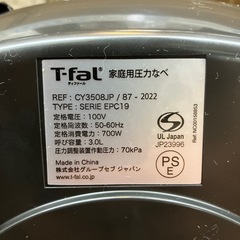 T-fal 家庭用圧力なべ
ティファール
REF : CY3508JP / 87 - 2022
TYPE : SERIE EPC19
定格電圧 : 100V
定格周波数 : 50-60Hz
定格消費電力 : 700W
呼び容量 : 3.0L
圧力調整装置作動圧力 : 70kPa
Made in China
株式会社グループセブ ジャパン
www.t-fal.co.jp
UL Japan
JP23996
PS
E